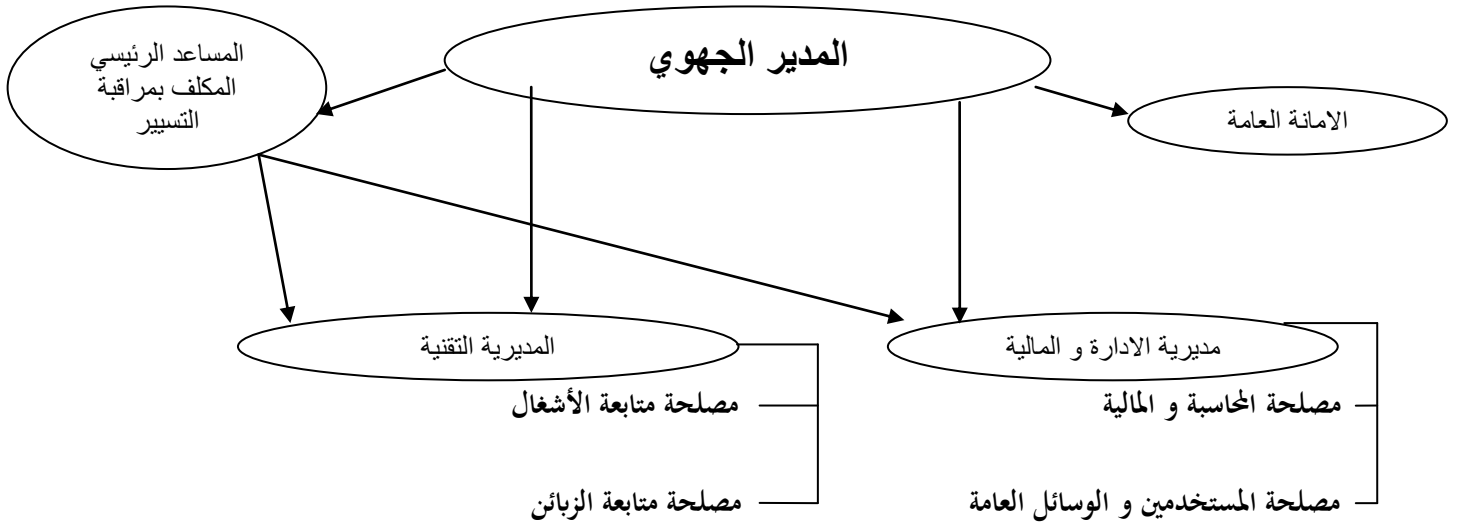 المدير الجهوي
المساعد الرئيسي
المكلف بمراقبة
التسيير
الامانة العامة
مديرية الادارة و المالية
المديرية التقنية
مصلحة المحاسبة و المالية
مصلحة متابعة الأشغال
مصلحة المستخدمين و الوسائل العامة
مصلحة متابعة الزبائن